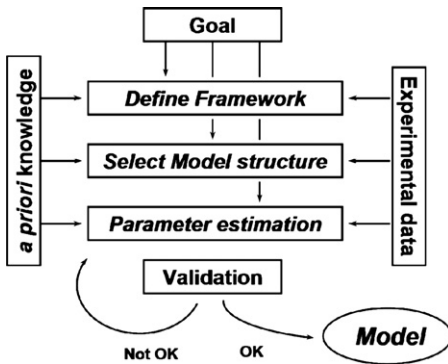 Goal
Define Framework
a priori knowledge
Experimental data
Select Model structure
Parameter estimation
Validation
Not OK
OK
Model